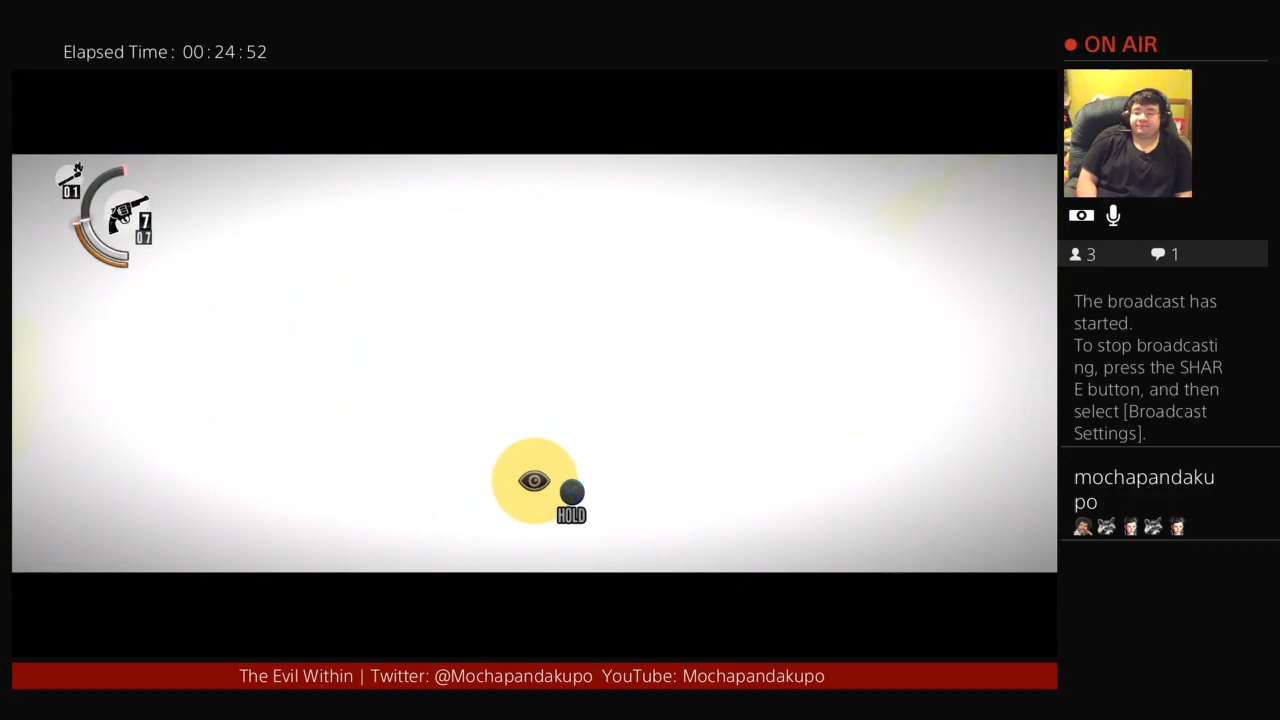 Elapsed Time: 00:24:52
ON AIR
01
7
07
3
1
The broadcast has
started.
To stop broadcasti
ng, press the SHAR
E button, and then
select [Broadcast
Settings].
mochapandaku
po
HOLD
The Evil Within | Twitter: @Mochapandakupo YouTube: Mochapandakupo